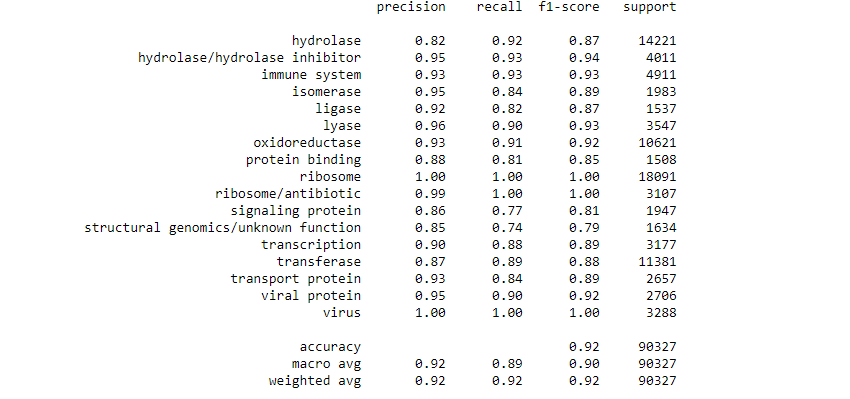 precision recall f1-score support
hydrolase 0.82 0.92 0.87 14221
hydrolase/hydrolase inhibitor 0.95 0.93 0.94 4011
immune system 0.93 0.93 0.93 4911
isomerase 0.95 0.84 0.89 1983
ligase 0.92 0.82 0.87 1537
lyase 0.96 0.90 0.93 3547
oxidoreductase 0.93 0.91 0.92 10621
protein binding 0.88 0.81 0.85 1508
ribosome 1.00 1.00 1.00 18091
ribosome/antibiotic 0.99 1.00 1.00 3107
signaling protein 0.86 0.77 0.81 1947
structural genomics/unknown function 0.85 0.74 0.79 1634
transcription 0.90 0.88 0.89 3177
transferase 0.87 0.89 0.88 11381
transport protein 0.93 0.84 0.89 2657
viral protein 0.95 0.90 0.92 2706
virus 1.00 1.00 1.00 3288
accuracy 0.92 90327
macro avg 0.92 0.89 0.90 90327
weighted avg 0.92 0.92 0.92 90327